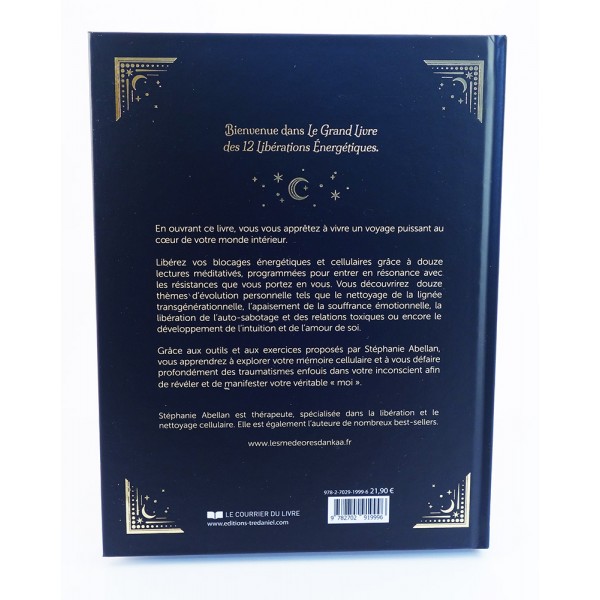 Bienvenue dans Le Grand Livre
des 12 Libérations Énergétiques.
En ouvrant ce livre, vous vous apprêtez à vivre un voyage puissant au
cœur de votre monde intérieur.
Libérez vos blocages énergétiques et cellulaires grâce à douze
lectures méditatives, programmées pour entrer en résonance avec
les résistances que vous portez en vous. Vous découvrirez douze
thèmes d'évolution personnelle tels que le nettoyage de la lignée
transgénérationnelle, l'apaisement de la souffrance émotionnelle, la
libération de l'auto-sabotage et des relations toxiques ou encore le
développement de l'intuition et de l'amour de soi.
Grâce aux outils et aux exercices proposés par Stéphanie Abellan,
vous apprendrez à explorer votre mémoire cellulaire et à vous défaire
profondément des traumatismes enfouis dans votre inconscient afin
de révéler et de manifester votre véritable « moi ».
Stéphanie Abellan est thérapeute, spécialisée dans la libération et le
nettoyage cellulaire. Elle est également l'auteure de nombreux best-sellers.
www.lesmedeoresdankaa.fr
978-2-7029-1999-6 21,90 €
LE COURRIER DU LIVRE
www.editions-tredaniel.com
9 782702 919996